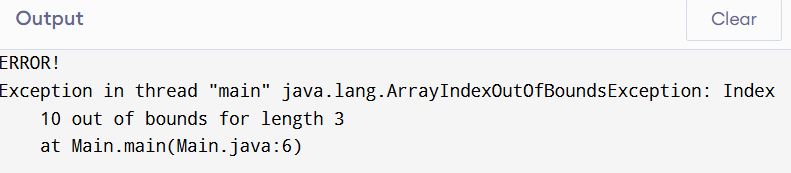 Output
Clear
ERROR!
Exception in thread "main" java.lang.ArrayIndexOutOfBoundsException: Index
10 out of bounds for length 3
at Main.main(Main.java:6)